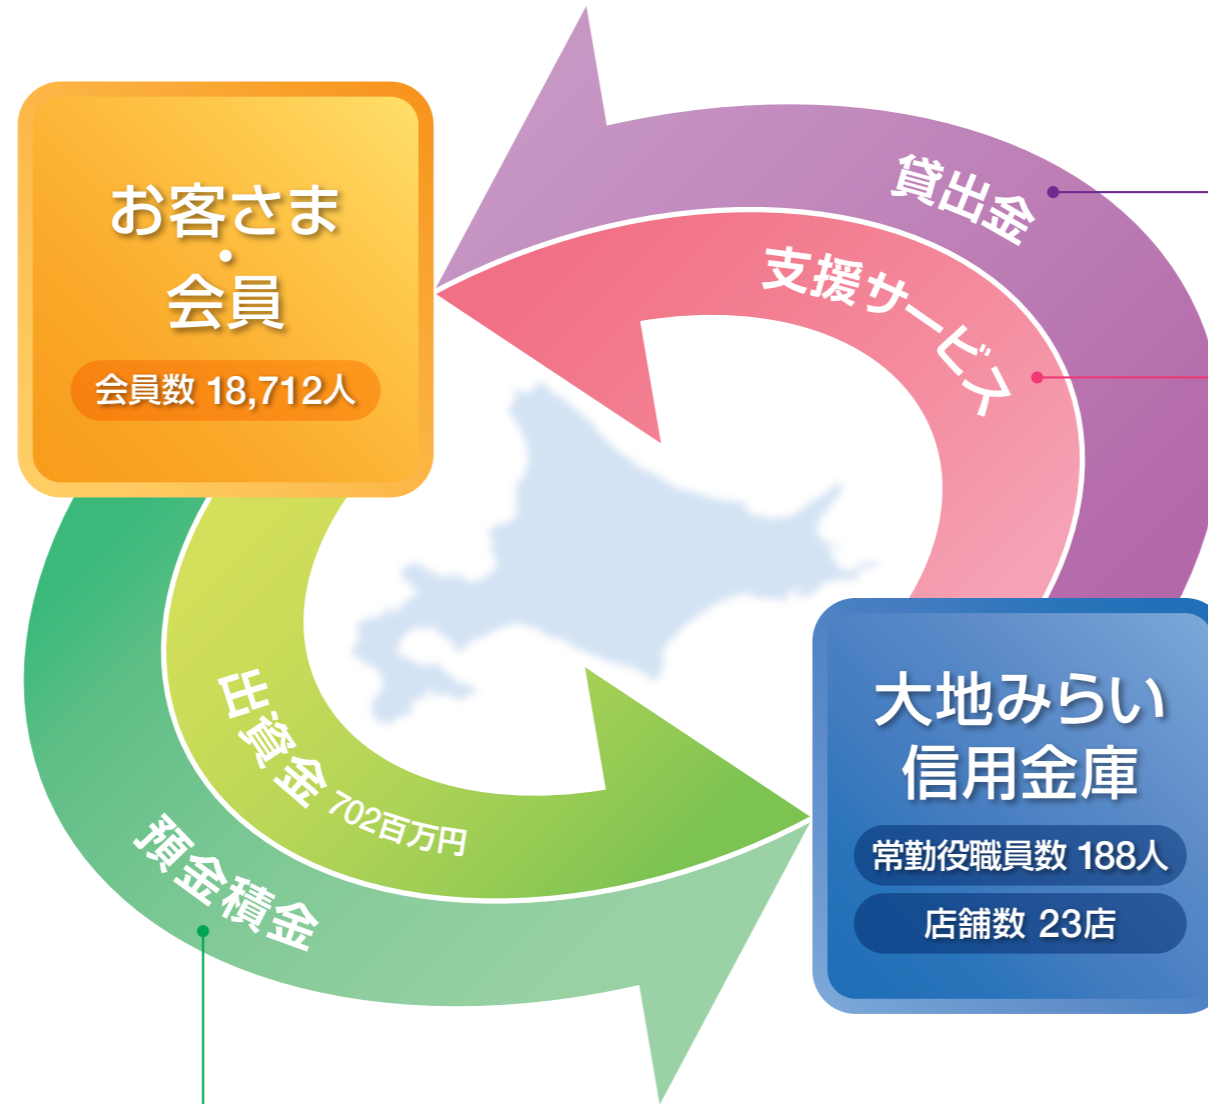 お客さま
・
会員
会員数 18,712人
貸出金
支援サービス
出資金 702百万円
預金積金
大地みらい
信用金庫
常勤役職員数 188人
店舗数 23店